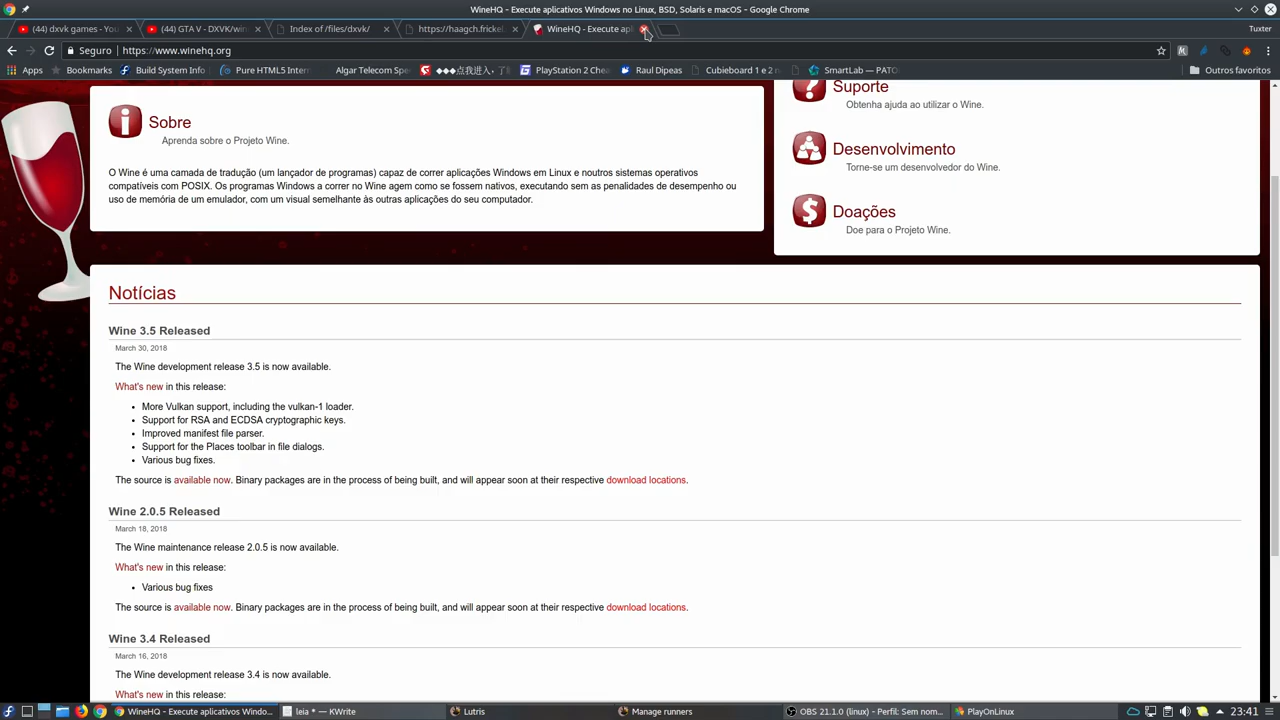 WineHQ - Execute aplicativos Windows no Linux, BSD, Solaris e macOS - Google Chrome
(44) dxvk games - You
(44) GTA V - DXVK/win
Index of /files/dxvk/
https://haagch.frickel.
WineHQ - Execute apli
Tuxter
Seguro
https://www.winehq.org
Apps
Bookmarks
Build System Info
Pure HTML5 Inter
Algar Telecom Spe
◆◆◆点我进入
PlayStation 2 Chea
Raul Dipeas
Cubieboard 1 e 2
SmartLab — PATO
Outros favoritos
Sobre
Aprenda sobre o Projeto Wine.
O Wine é uma camada de tradução (um lançador de programas) capaz de correr aplicações Windows em Linux e noutros sistemas operativos
compatíveis com POSIX. Os programas Windows a correr no Wine agem como se fossem nativos, executando sem as penalidades de desempenho ou
uso de memória de um emulador, com um visual semelhante às outras aplicações do seu computador.
Suporte
Obtenha ajuda ao utilizar o Wine.
Desenvolvimento
Torne-se um desenvolvedor do Wine.
Doações
Doe para o Projeto Wine.
Notícias
Wine 3.5 Released
March 30, 2018
The Wine development release 3.5 is now available.
What's new in this release:
• More Vulkan support, including the vulkan-1 loader.
• Support for RSA and ECDSA cryptographic keys.
• Improved manifest file parser.
• Support for the Places toolbar in file dialogs.
• Various bug fixes.
The source is available now. Binary packages are in the process of being built, and will appear soon at their respective download locations.
Wine 2.0.5 Released
March 18, 2018
The Wine maintenance release 2.0.5 is now available.
What's new in this release:
• Various bug fixes
The source is available now. Binary packages are in the process of being built, and will appear soon at their respective download locations.
Wine 3.4 Released
March 16, 2018
The Wine development release 3.4 is now available.
What's new in this release:
WineHQ - Execute aplicativos Windo...
leia * — KWrite
Lutris
Manage runners
OBS 21.1.0 (linux) - Perfil: Sem nom...
PlayOnLinux
23:41